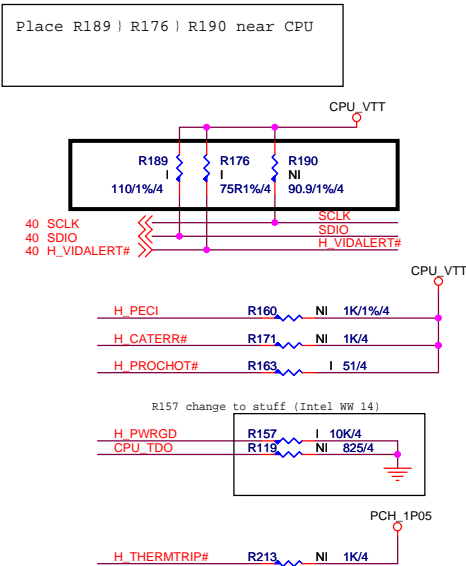 Place R189 } R176 } R190 near CPU
CPU_VTT
R189 R176 R190
I I NI
110/1%/4 75R1%/4 90.9/1%/4
40 SCLK SCLK
40 SDIO SDIO
40 H_VIDALERT# H_VIDALERT#
CPU_VTT
H_PECI R160 NI 1K/1%/4
H_CATERR# R171 NI 1K/4
H_PROCHOT# R163 I 51/4
R157 change to stuff (Intel WW 14)
H_PWRGD R157 I 10K/4
CPU_TDO R119 NI 825/4
PCH_1P05
H_THERMTRIP# R213 NI 1K/4